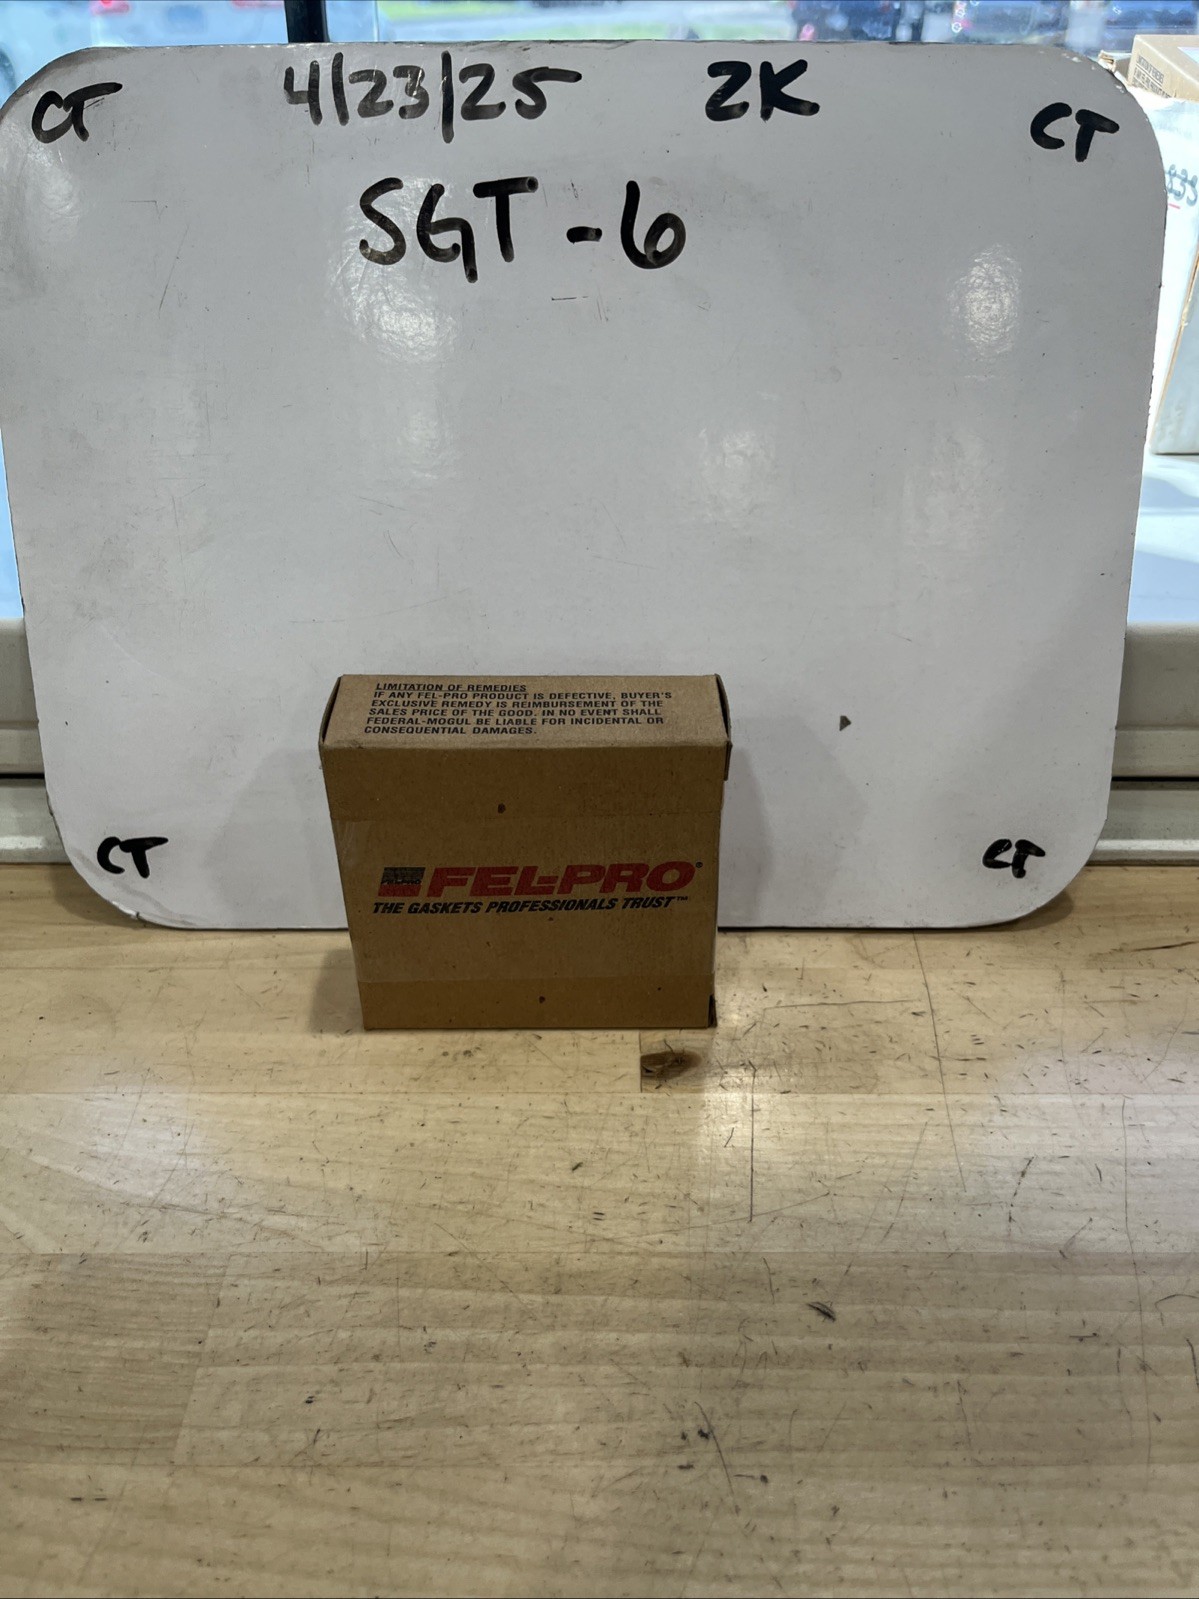 CT 4/23/25 2K CT
SGT-6
LIMITATION OF REMEDIES
IF ANY FEL-PRO PRODUCT IS DEFECTIVE, BUYER'S
EXCLUSIVE REMEDY IS REIMBURSEMENT OF THE
SALES PRICE OF THE GOOD. IN NO EVENT SHALL
FEDERAL-MOGUL BE LIABLE FOR INCIDENTAL OR
CONSEQUENTIAL DAMAGES.
CT CT
FEL-PRO®
THE GASKETS PROFESSIONALS TRUST™